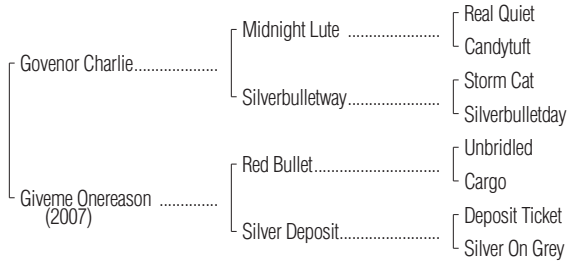 Real Quiet
Midnight Lute ...................
Candytuft
Govenor Charlie.................
Storm Cat
Silverbulletway...................
Silverbulletday
Unbridled
Red Bullet..........................
Cargo
Giveme Onereason ..............
(2007)
Deposit Ticket
Silver Deposit.....................
Silver On Grey